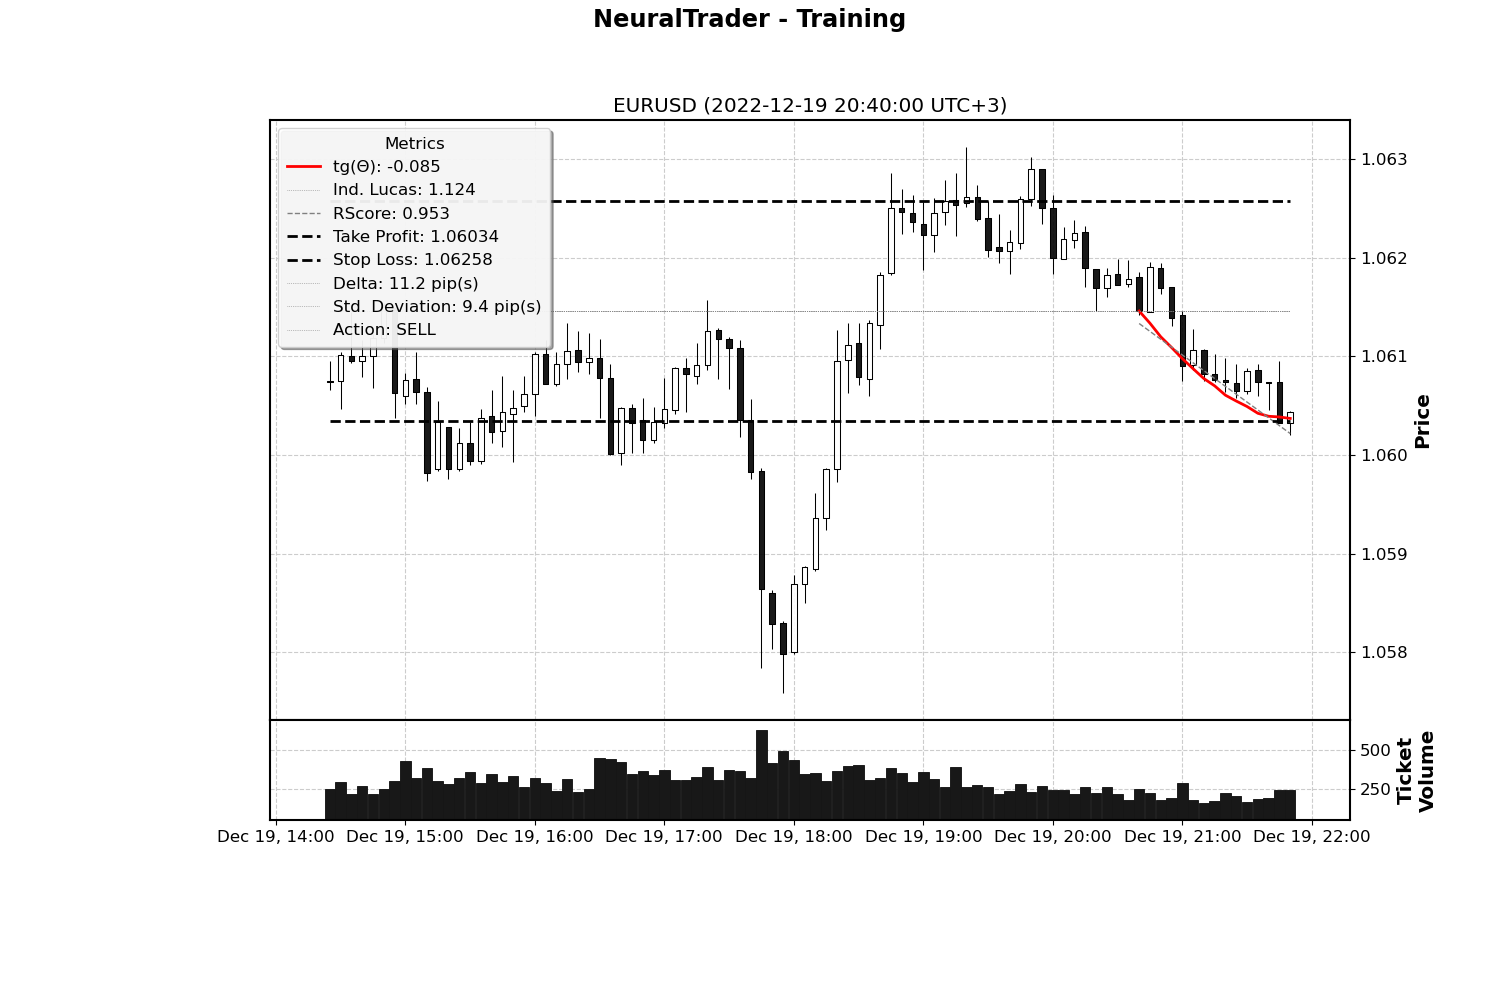 NeuralTrader - Training
EURUSD (2022-12-19 20:40:00 UTC+3)
Metrics
tg(Θ): -0.085
Ind. Lucas: 1.124
RScore: 0.953
Take Profit: 1.06034
Stop Loss: 1.06258
Delta: 11.2 pip(s)
Std. Deviation: 9.4 pip(s)
Action: SELL
1.063
1.062
1.061
1.060
1.059
1.058
Price
500
250
Ticket
Volume
Dec 19, 14:00 Dec 19, 15:00 Dec 19, 16:00 Dec 19, 17:00 Dec 19, 18:00 Dec 19, 19:00 Dec 19, 20:00 Dec 19, 21:00 Dec 19, 22:00